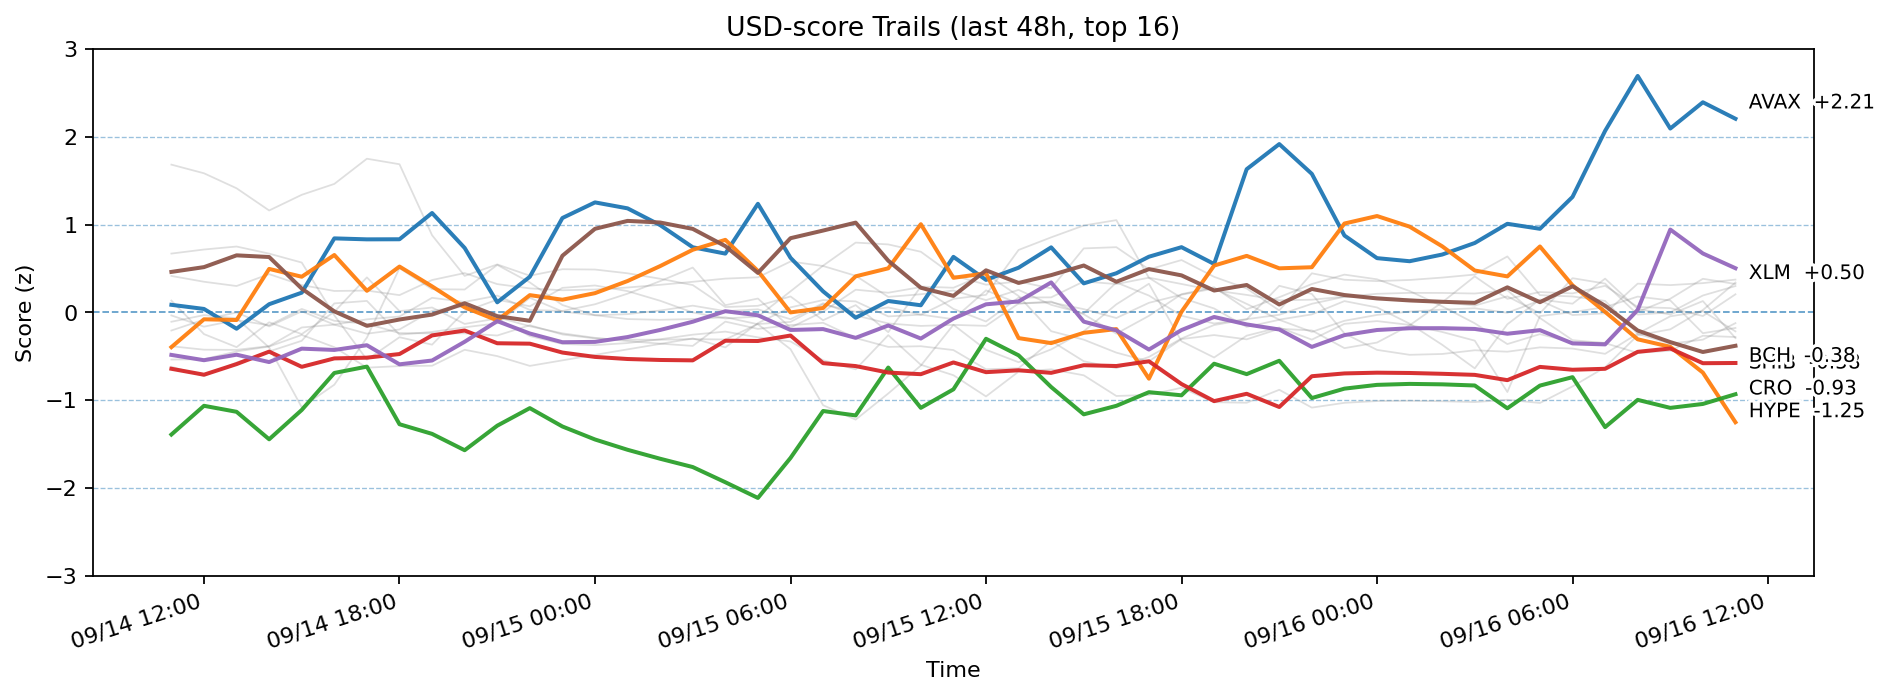 USD-score Trails (last 48h, top 16)
Score (z)
3
2
1
0
−1
−2
−3
AVAX +2.21
XLM +0.50
BCH -0.38
CRO -0.93
HYPE -1.25
09/14 12:00
09/14 18:00
09/15 00:00
09/15 06:00
09/15 12:00
09/15 18:00
09/16 00:00
09/16 06:00
09/16 12:00
Time